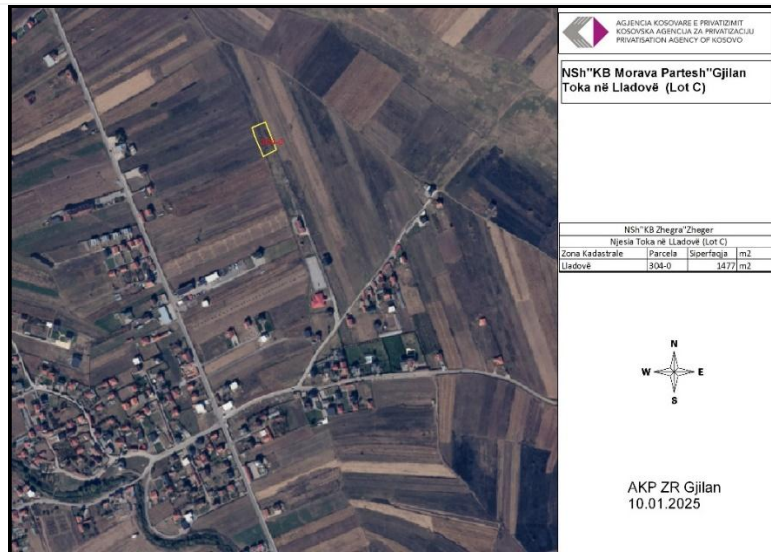 AGJENCIA KOSOVARE E PRIVATIZIMIT
KOSOVSKA AGENCIJA ZA PRIVATIZACIJU
PRIVATISATION AGENCY OF KOSOVO
NSh"KB Morava Partesh"Gjilan
Toka në Lladovë (Lot C)
NSh"KB Zhegra"Zheger
Njesia Toka në LLadovë (Lot C)
Zona Kadastrale Parcela Siperfaqja m2
Lladovë 304-0 1477 m2
N
W E
S
AKP ZR Gjilan
10.01.2025